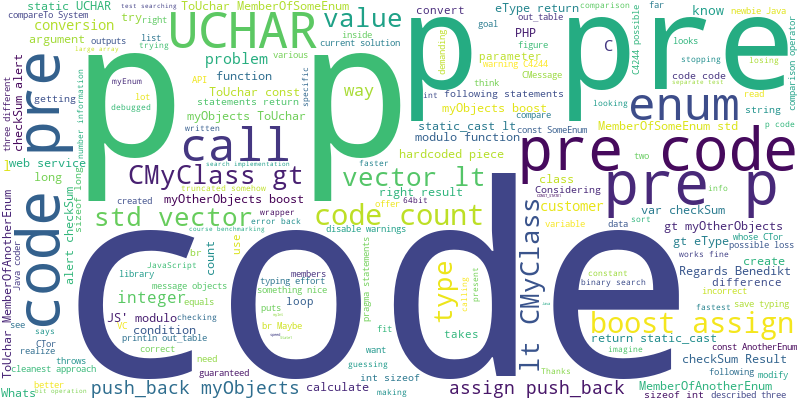 static UCHAR
test searching
ToUchar MemberOfSomeEnum
eType return
comparison
far
newbie Java
compareTo System
try
right
list
UCHAR
value
convert
out_table
goal
PHP
know
looks
argument
outputs
trying
inside
current solution
demanding
parameter
figure
C
C4244 possible
stopping
large array
problem
various
API
function
warning C4244
CMessage
code code
losing
three different
checkSum alert
myEnum
getting
lot
debugged
ToUchar const
specific
way
think
int
following statements
looking
separate test
comparison operator
p
p
p
pre
code pre
number information
statements return
myObjects ToUchar
myObjects boost
compare
const SomeEnum
enum
string
read
written
static_cast lt
modulo function
MemberOfSomeEnum std
p code
call
search implementation
faster
hardcoded piece
pre code
two
web service
l
long
CMyClass gt
vector lt
class
Considering
pre p
info
conversion
sizeof long
truncated somehow
right result
customer
created
myOtherObjects boost
offer
64bit
var checkSum
sort
wrapper
error back
std vector
code count
variable
data
gt myOtherObjects
alert checkSum
course benchmarking
disable warnings
whose CTor
possible loss
count
use
library
JavaScript
br
members
type
calling
gt eType
works fine
create
Regards Benedikt
message objects
typing effort
something nice
constant
binary search
difference
ToUchar MemberOfAnotherEnum
Java coder
integer
equals
loop
pragma statements
lt CMyClass
present
incorrect
fastest
save typing
JS' modulo
checking
puts
br Maybe
boost assign
see
VC
condition
takes
fit
return static_cast
const AnotherEnum
says
println out_table
imagine
CTor
realize
correct
need
want
checkSum Result
throws
guaranteed
guessing
Thanks
following
modify
cleanest approach
calculate
int sizeof
MemberOfAnotherEnum
Whats
better
bit operation
push_back myObjects
making
assign push_back
sizeof int
described three
code